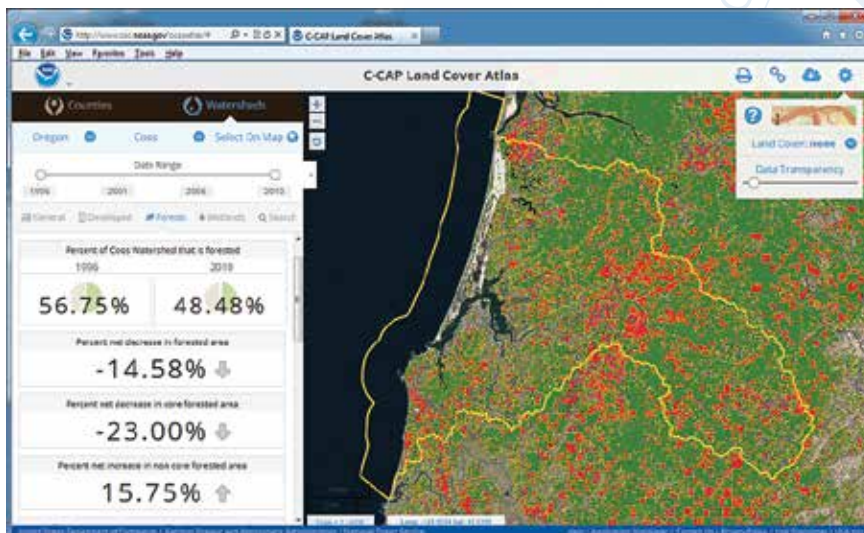 C-CAP Land Cover Atlas
File Edit View Favorites Tools Help
C-CAP Land Cover Atlas
Counties Watersheds
Oregon Coos Select On Map
Date Range
1996 2001 2006 2010
General Developed Forests Wetlands Search
Percent of Coos Watershed that is forested
1996 2010
56.75% 48.48%
Percent net decrease in forested area
-14.58%
Percent net decrease in core forested area
-23.00%
Percent net increase in non core forested area
15.75%
Land Cover: none
Data Transparency